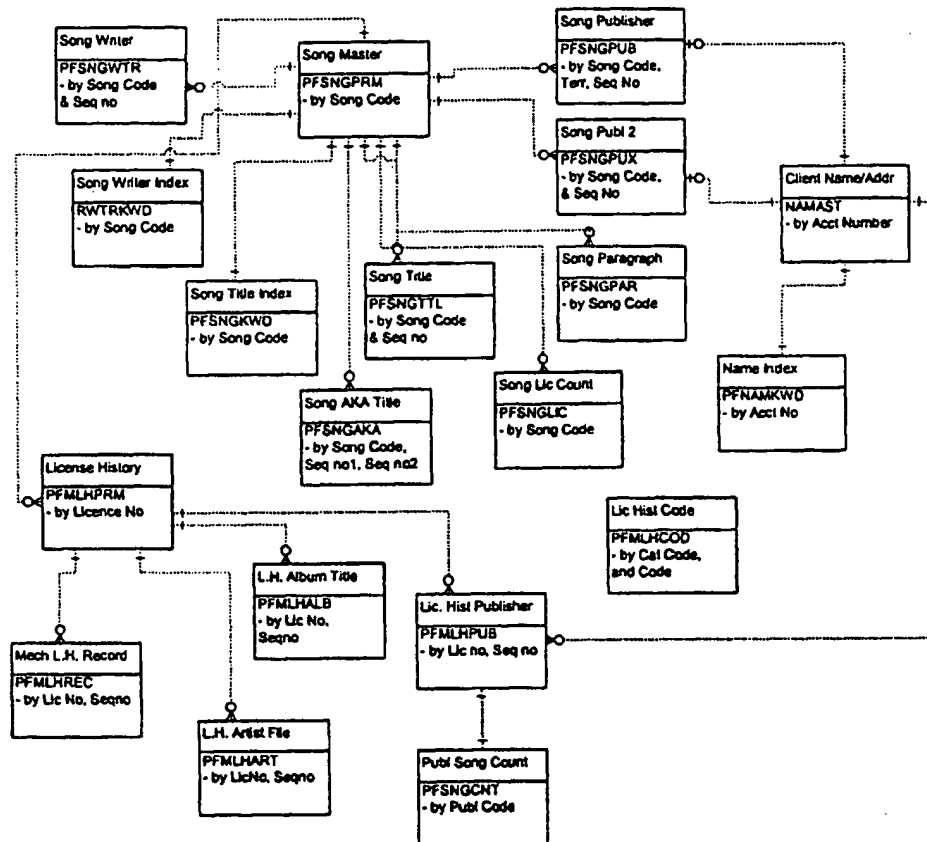 Song Writer
PFSNGWTR
- by Song Code
& Seq no
Song Master
PFSNGPRM
- by Song Code
Song Publisher
PFSNGPUB
- by Song Code,
Terr, Seq No
Song Publ 2
PFSNGPUX
- by Song Code,
& Seq No
Client Name/Addr
NAMAST
- by Acct Number
Song Writer Index
RWTRKWD
- by Song Code
Song Title Index
PFSNGKWD
- by Song Code
Song Title
PFSNGTTL
- by Song Code
& Seq no
Song Paragraph
PFSNGPAR
- by Song Code
Name Index
PFNAMKWD
- by Acct No
Song AKA Title
PFSNGAKA
- by Song Code,
Seq no1, Seq no2
Song Lic Count
PFSNGLIC
- by Song Code
License History
PFMLHPRM
- by Licence No
Lic Hist Code
PFMLHCOD
- by Cat Code,
and Code
L.H. Album Title
PFMLHALB
- by Lic No,
Seqno
Lic. Hist Publisher
PFMLHPUB
- by Lic no, Seq no
Mech L.H. Record
PFMLHREC
- by Lic No, Seqno
L.H. Artist File
PFMLHART
- by LicNo, Seqno
Publ Song Count
PFSNGCNT
- by Publ Code